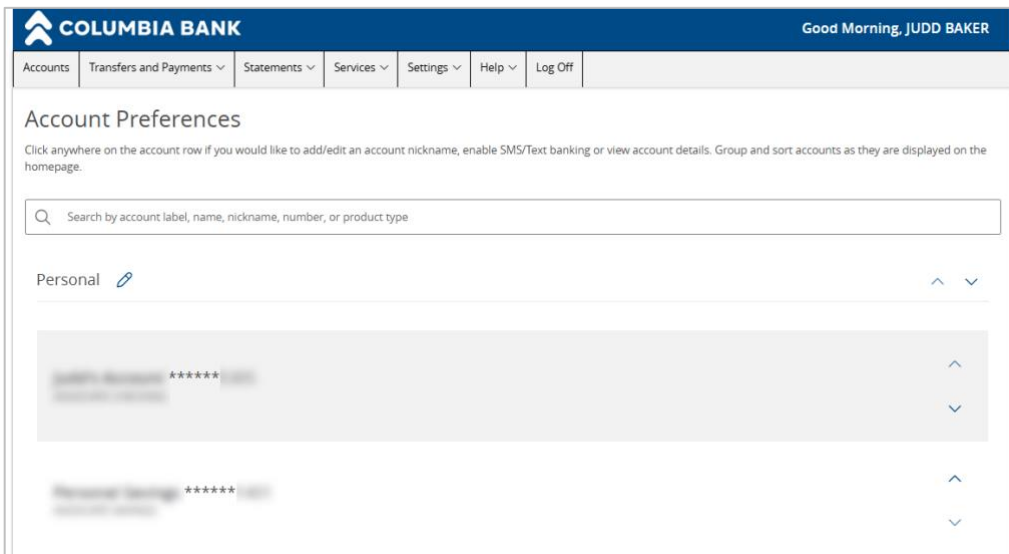 COLUMBIA BANK
Good Morning, JUDD BAKER
Accounts Transfers and Payments Statements Services Settings Help Log Off
Account Preferences
Click anywhere on the account row if you would like to add/edit an account nickname, enable SMS/Text banking or view account details. Group and sort accounts as they are displayed on the
homepage.
Search by account label, name, nickname, number, or product type
Personal
******
******